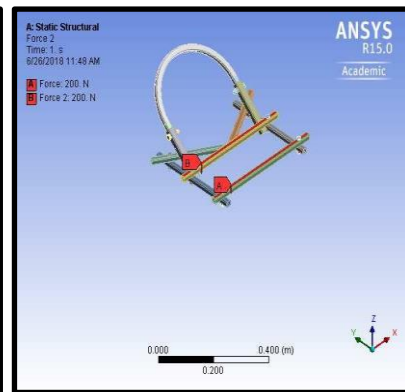 A: Static Structural
Force 2
Time: 1. s
6/26/2018 11:48 AM
A Force: 200. N
B Force 2: 200. N
ANSYS
R15.0
Academic
B
A
Z
Y
X
0.000
0.400 (m)
0.200